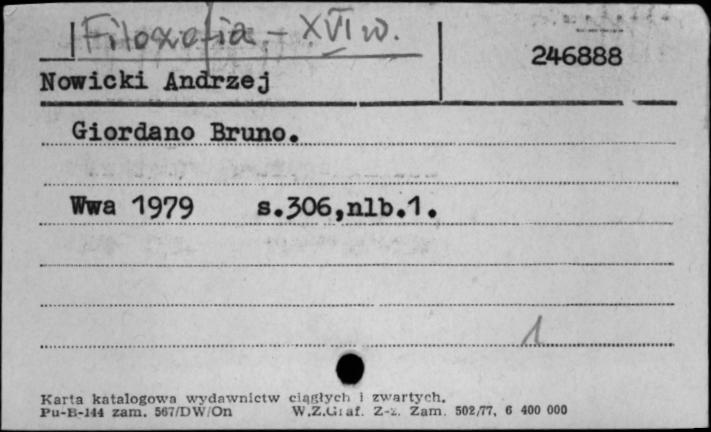 Filozofia - XVI w.
246888
Nowicki Andrzej
Giordano Bruno.
Wwa 1979 s.306,nlb.1.
1
Karta katalogowa wydawnictw ciągłych i zwartych.
Pu-B-144 zam. 567/DW/On W.Z.Graf. Z-z. Zam. 502/77, 6 400 000